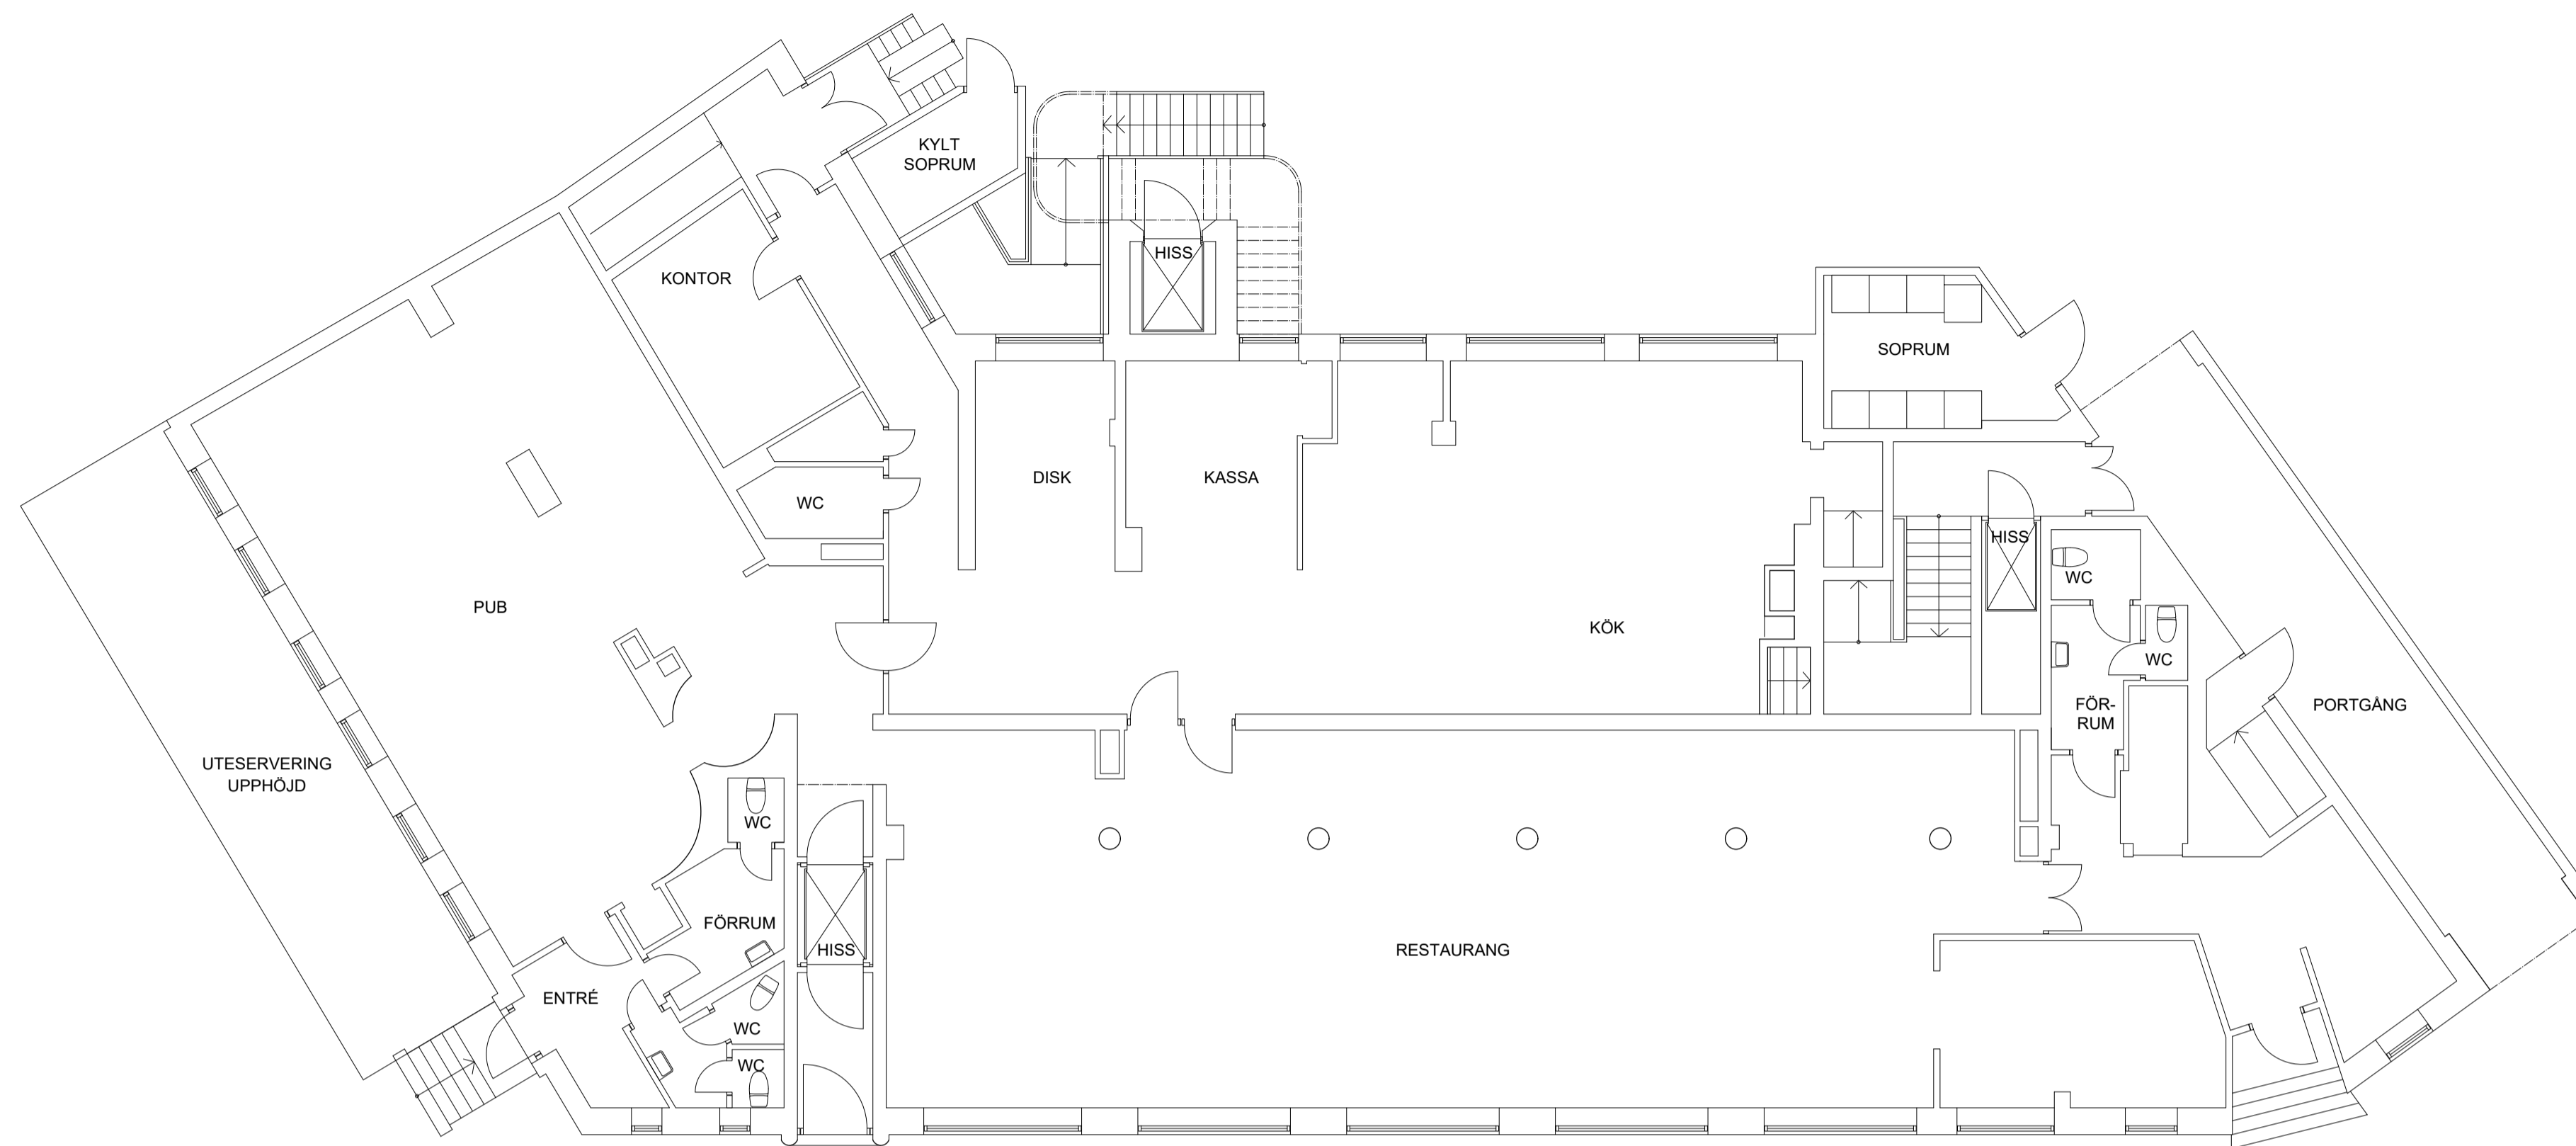 KYLT
SOPRUM
HISS
KONTOR
SOPRUM
DISK
KASSA
WC
HISS
WC
PUB
KÖK
WC
FÖR-
RUM
PORTGÅNG
UTESERVERING
UPPHÖJD
WC
FÖRRUM
HISS
RESTAURANG
ENTRÉ
WC
WC